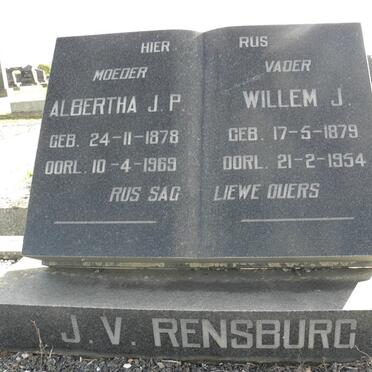 HIER RUS
MOEDER VADER
ALBERTHA J.P. WILLEM J.
GEB. 24-11-1878 GEB. 17-5-1879
OORL. 10-4-1969 OORL. 21-2-1954
RUS SAG LIEWE OUERS
J.V. RENSBURG